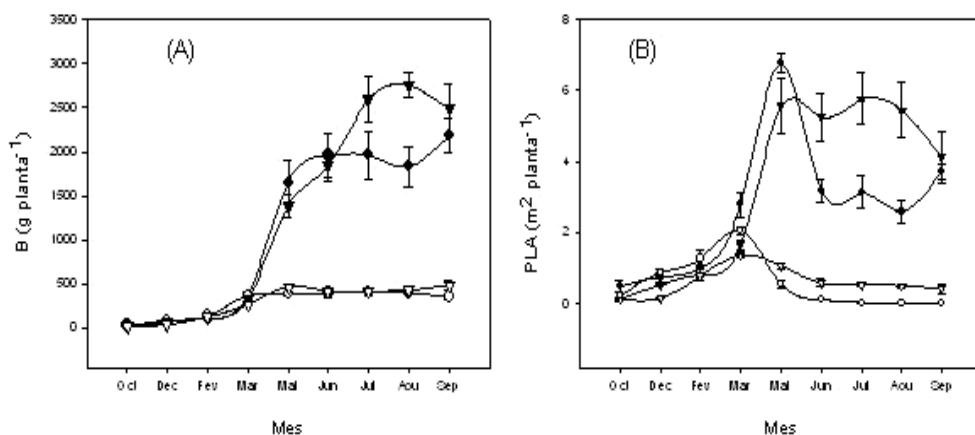 (A)
B (g planta⁻¹)
3500
3000
2500
2000
1500
1000
500
0
Oct Dec Fev Mar Mai Jun Jul Aou Sep
Mes
(B)
PLA (m² planta⁻¹)
8
6
4
2
0
Oct Dec Fev Mar Mai Jun Jul Aou Sep
Mes